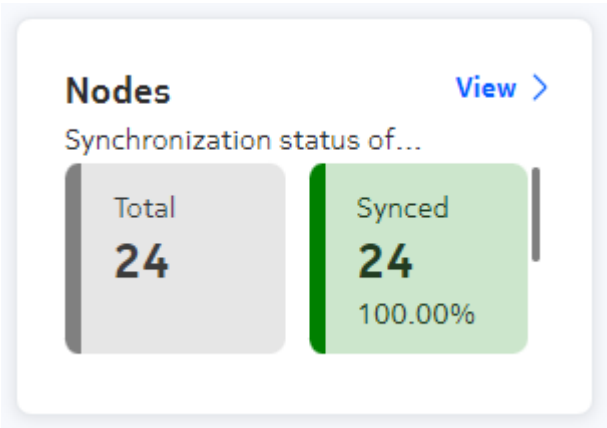 Nodes
View
Synchronization status of...
Total
24
Synced
24
100.00%